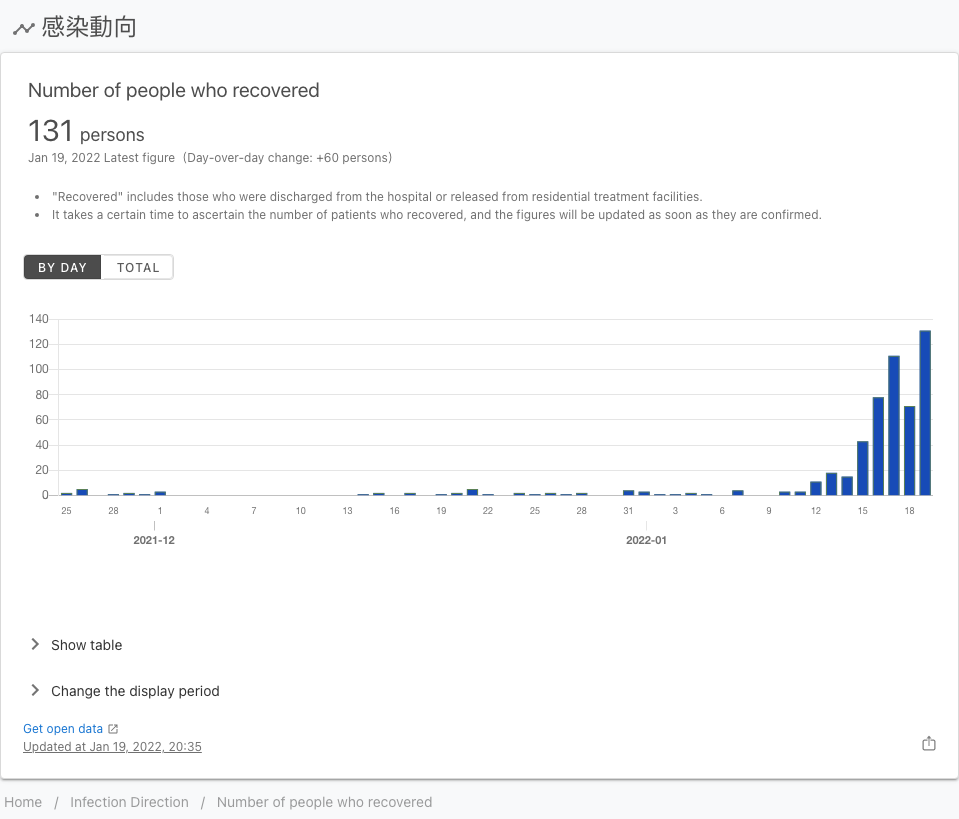 感染動向
Number of people who recovered
131 persons
Jan 19, 2022 Latest figure (Day-over-day change: +60 persons)
• "Recovered" includes those who were discharged from the hospital or released from residential treatment facilities.
• It takes a certain time to ascertain the number of patients who recovered, and the figures will be updated as soon as they are confirmed.
BY DAY TOTAL
140
120
100
80
60
40
20
0
25 28 1 4 7 10 13 16 19 22 25 28 31 3 6 9 12 15 18
2021-12 2022-01
Show table
Change the display period
Get open data
Updated at Jan 19, 2022, 20:35
Home / Infection Direction / Number of people who recovered